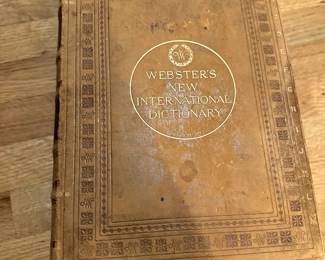 W
WEBSTER'S
NEW
INTERNATIONAL
DICTIONARY